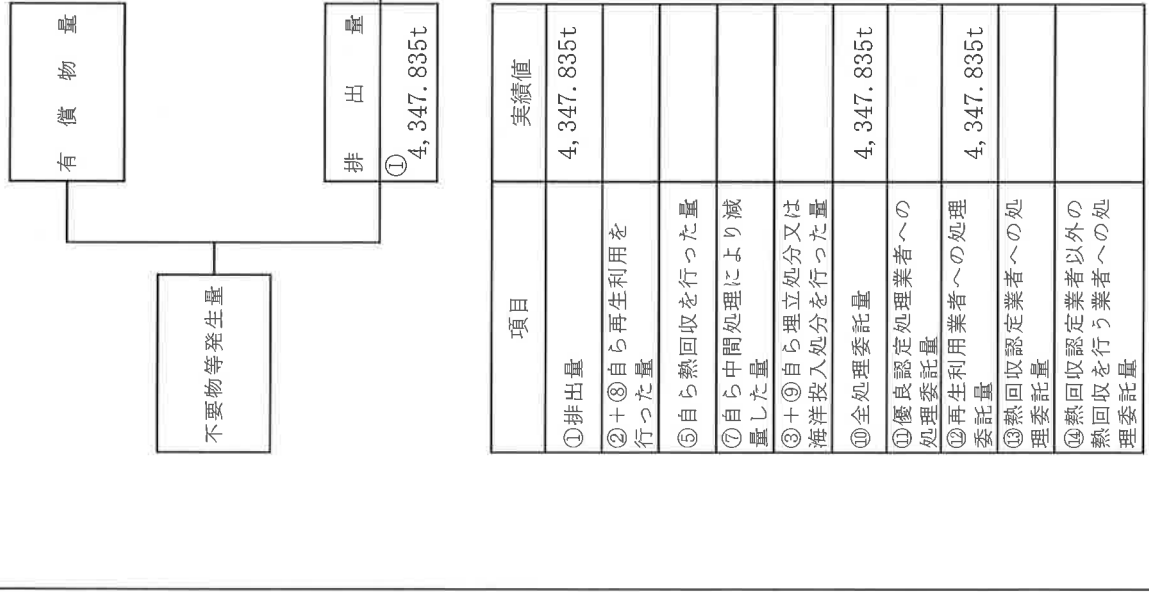 有償物量
不要物等発生量
排出量
①
4,347.835t
項目
実績値
①排出量
4,347.835t
②+⑧自ら再生利用を
行った量
⑤自ら熱回収を行った量
⑦自ら中間処理により減
量した量
③+⑨自ら埋立処分又は
海洋投入処分を行った量
⑩全処理委託量
4,347.835t
⑪優良認定処理業者への
処理委託量
⑫再生利用業者への処理
委託量
4,347.835t
⑬熱回収認定業者への処
理委託量
⑭熱回収認定業者以外の
熱回収を行う業者への処
理委託量